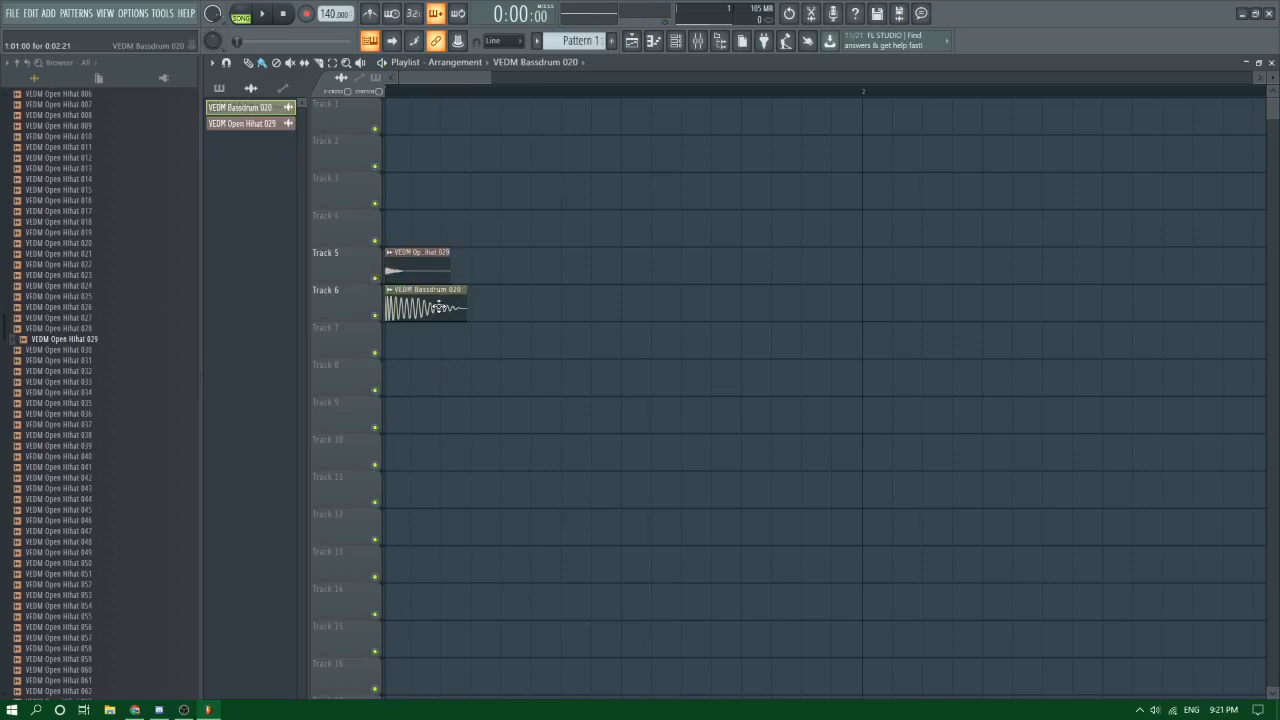 FILE EDIT ADD PATTERNS VIEW OPTIONS TOOLS HELP
SONG
140.000
3.2.
0:00:00
M:S:CS
1
105 MB
0
1:01:00 for 0:02.21
VEDM Bassdrum 020
Line
Pattern 1
11/21 FL STUDIO | Find
answers & get help!
Browser - All
Playlist - Arrangement
VEDM Bassdrum 020
Z-CROSS
STRETCH
2
VEDM Open Hihat 006
VEDM Open Hihat 007
VEDM Open Hihat 008
VEDM Open Hihat 009
VEDM Open Hihat 010
VEDM Open Hihat 011
VEDM Open Hihat 012
VEDM Open Hihat 013
VEDM Open Hihat 014
VEDM Open Hihat 015
VEDM Open Hihat 016
VEDM Open Hihat 017
VEDM Open Hihat 018
VEDM Open Hihat 019
VEDM Open Hihat 020
VEDM Open Hihat 021
VEDM Open Hihat 022
VEDM Open Hihat 023
VEDM Open Hihat 024
VEDM Open Hihat 025
VEDM Open Hihat 026
VEDM Open Hihat 027
VEDM Open Hihat 028
VEDM Open Hihat 029
VEDM Open Hihat 030
VEDM Open Hihat 031
VEDM Open Hihat 032
VEDM Open Hihat 033
VEDM Open Hihat 034
VEDM Open Hihat 035
VEDM Open Hihat 036
VEDM Open Hihat 037
VEDM Open Hihat 038
VEDM Open Hihat 039
VEDM Open Hihat 040
VEDM Open Hihat 041
VEDM Open Hihat 042
VEDM Open Hihat 043
VEDM Open Hihat 044
VEDM Open Hihat 045
VEDM Open Hihat 046
VEDM Open Hihat 047
VEDM Open Hihat 048
VEDM Open Hihat 049
VEDM Open Hihat 050
VEDM Open Hihat 051
VEDM Open Hihat 052
VEDM Open Hihat 053
VEDM Open Hihat 054
VEDM Open Hihat 055
VEDM Open Hihat 056
VEDM Open Hihat 057
VEDM Open Hihat 058
VEDM Open Hihat 059
VEDM Open Hihat 060
VEDM Open Hihat 061
VEDM Open Hihat 062
VEDM Bassdrum 020
VEDM Open Hihat 029
Track 1
Track 2
Track 3
Track 4
Track 5
VEDM Op..ihat 029
Track 6
VEDM Bassdrum 020
Track 7
Track 8
Track 9
Track 10
Track 11
Track 12
Track 13
Track 14
Track 15
Track 16
ENG
9:21 PM